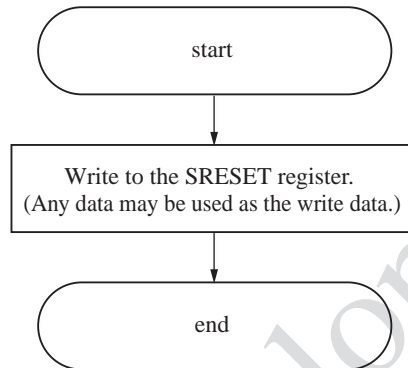 start
Write to the SRESET register.
(Any data may be used as the write data.)
end